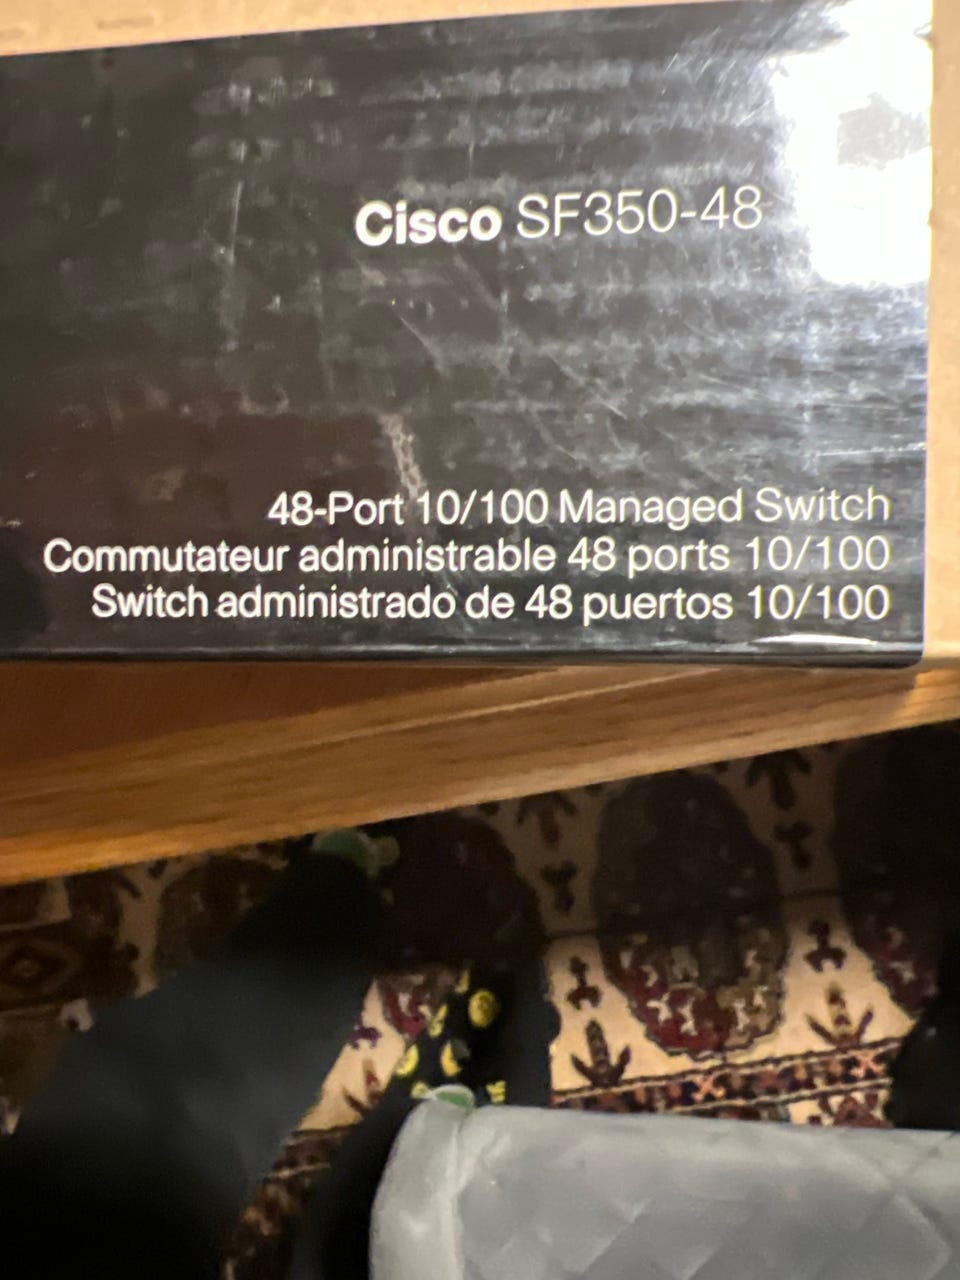 Cisco SF350-48
48-Port 10/100 Managed Switch
Commutateur administrable 48 ports 10/100
Switch administrado de 48 puertos 10/100